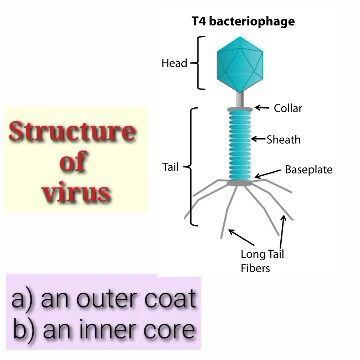 T4 bacteriophage
Head
Collar
Structure
of
virus
Sheath
Tail
Baseplate
Long Tail
Fibers
a) an outer coat
b) an inner core